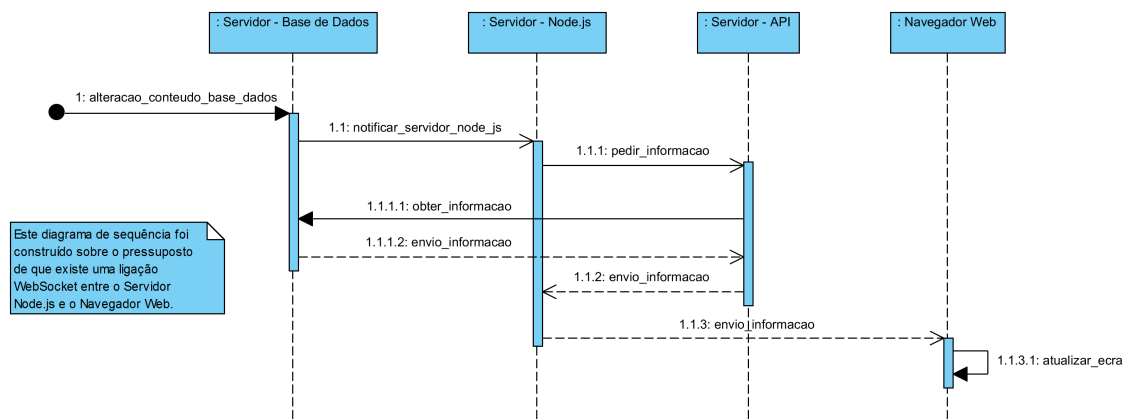 : Servidor - Base de Dados
: Servidor - Node.js
: Servidor - API
: Navegador Web
1: alteracao_conteudo_base_dados
1.1: notificar_servidor_node_js
1.1.1: pedir_informacao
1.1.1.1: obter_informacao
1.1.1.2: envio_informacao
1.1.2: envio_informacao
1.1.3: envio_informacao
1.1.3.1: atualizar_ecra
Este diagrama de sequência foi
construído sobre o pressuposto
de que existe uma ligação
WebSocket entre o Servidor
Node.js e o Navegador Web.